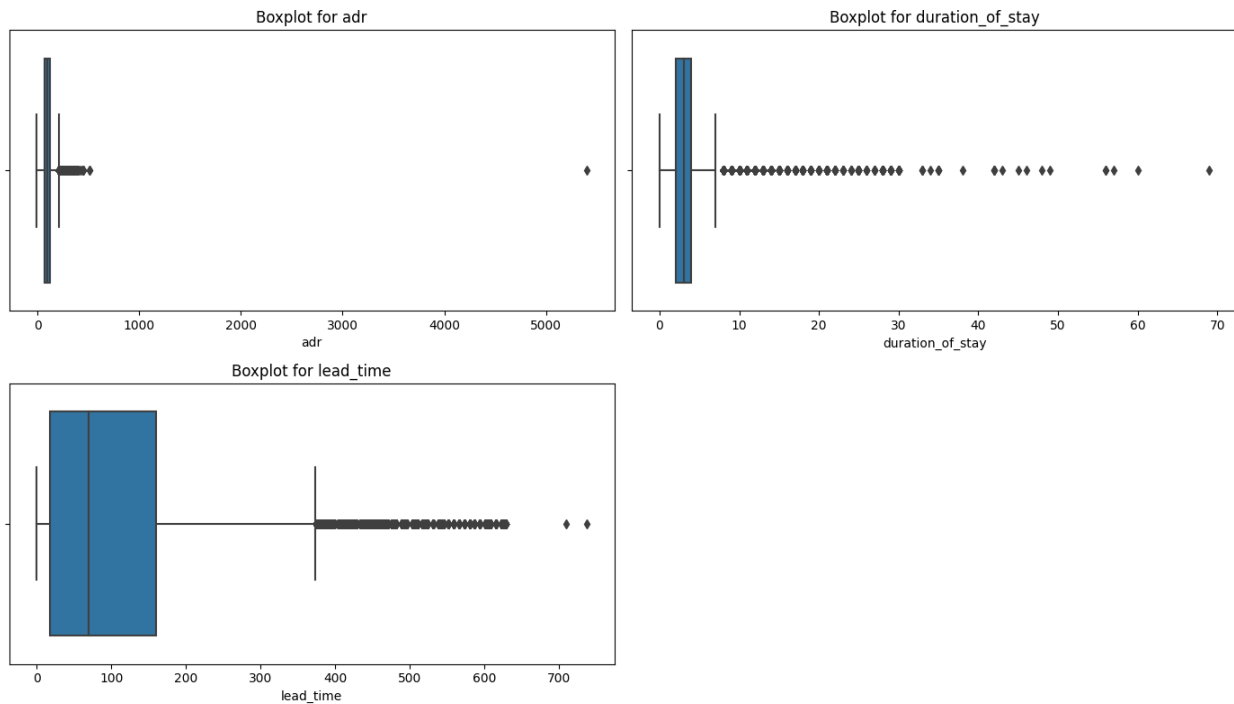 Boxplot for adr
0 1000 2000 3000 4000 5000
adr
Boxplot for duration_of_stay
0 10 20 30 40 50 60 70
duration_of_stay
Boxplot for lead_time
0 100 200 300 400 500 600 700
lead_time